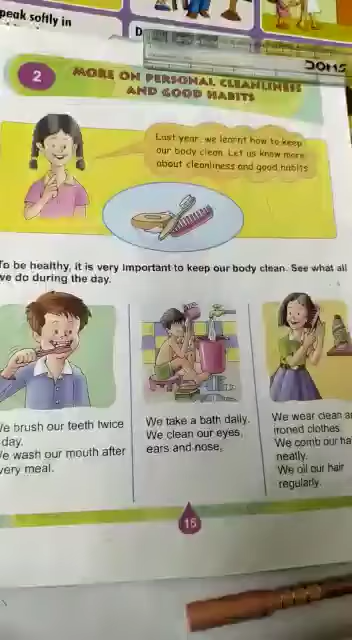 peak softly in
D
DOMS
2
MORE ON PERSONAL CLEANLINESS
AND GOOD HABITS
Last year, we learnt how to keep
our body clean. Let us know more
about cleanliness and good habits
To be healthy, it is very important to keep our body clean. See what all
we do during the day.
We brush our teeth twice
day.
We wash our mouth after
very meal.
We take a bath daily.
We clean our eyes,
ears and nose.
We wear clean a
ironed clothes.
We comb our ha
neatly.
We oil our hair
regularly.
15